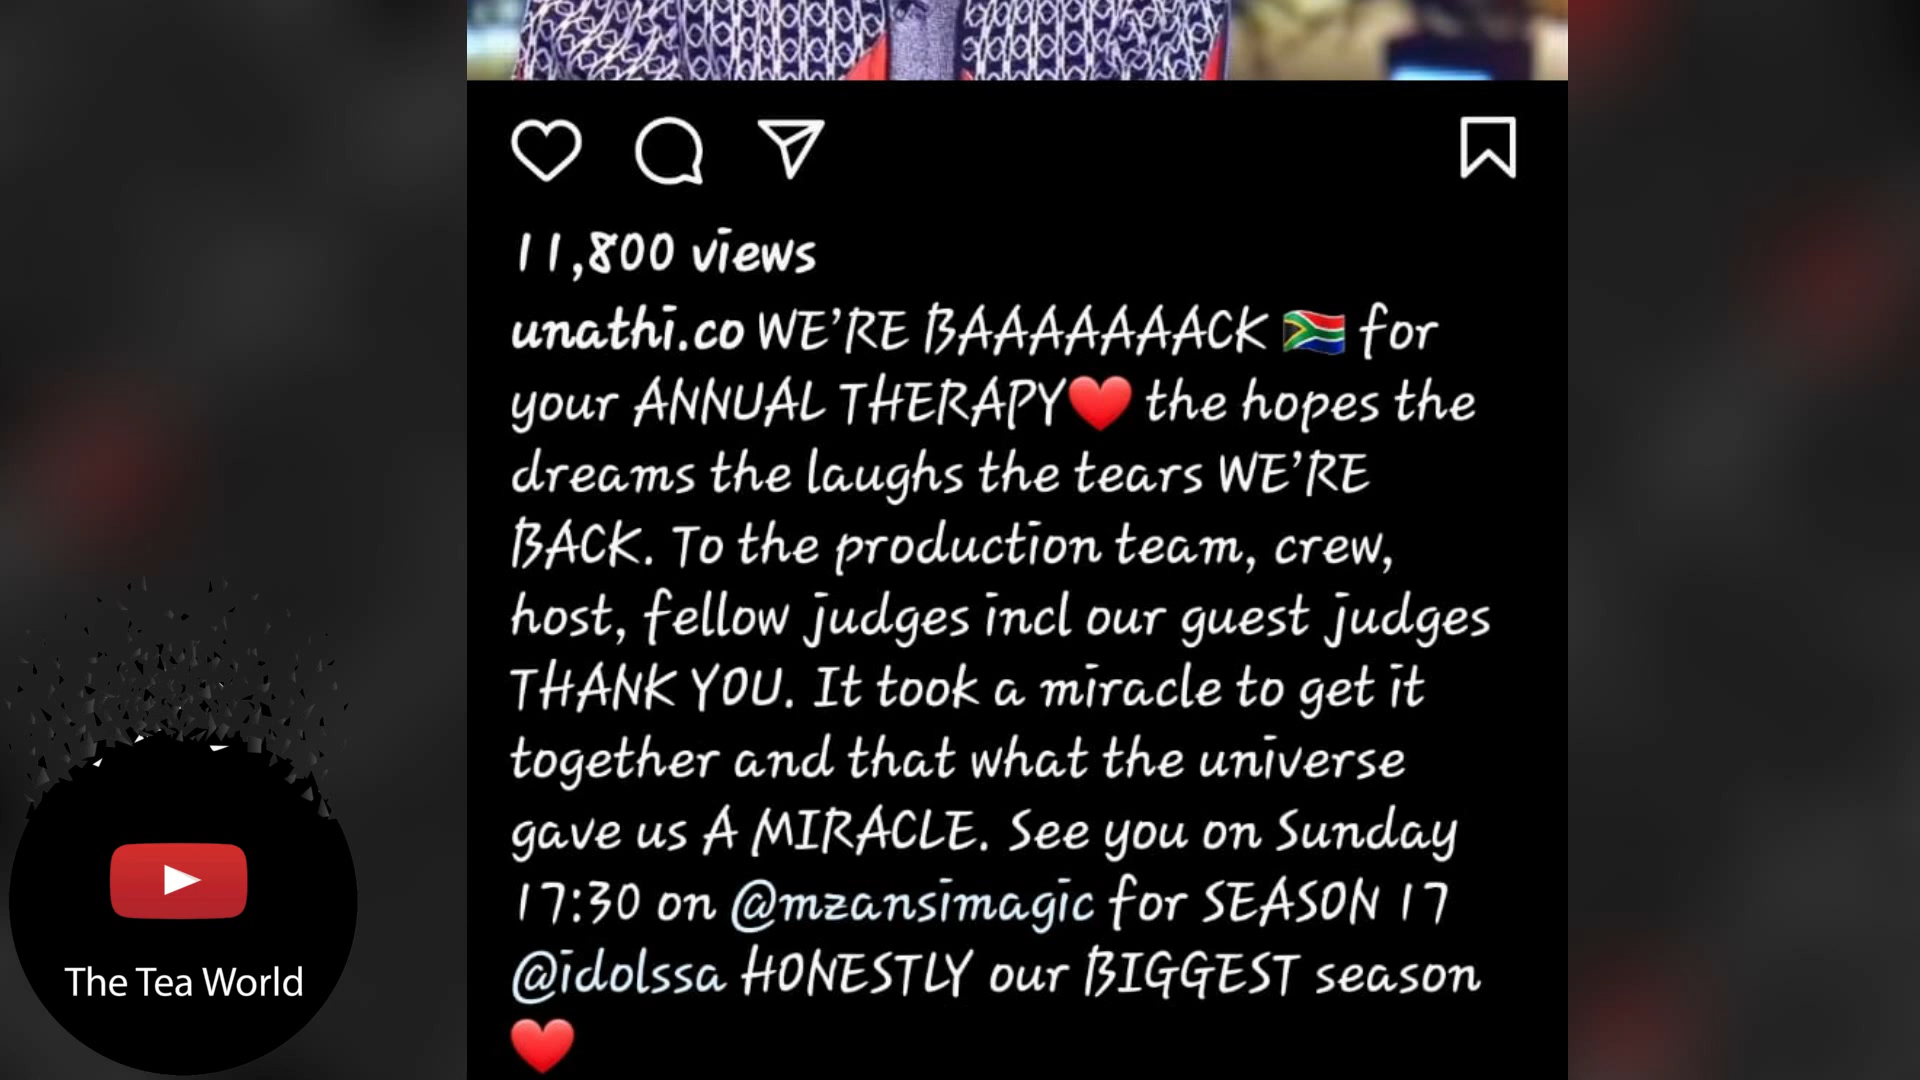 11,800 views
unathi.co WE'RE BAAAAAAACK 🇿🇦 for
your ANNUAL THERAPY❤️ the hopes the
dreams the laughs the tears WE'RE
BACK. To the production team, crew,
host, fellow judges incl our guest judges
THANK YOU. It took a miracle to get it
together and that what the universe
gave us A MIRACLE. See you on Sunday
17:30 on @mzansimagic for SEASON 17
@idolssa HONESTLY our BIGGEST season
❤️
The Tea World